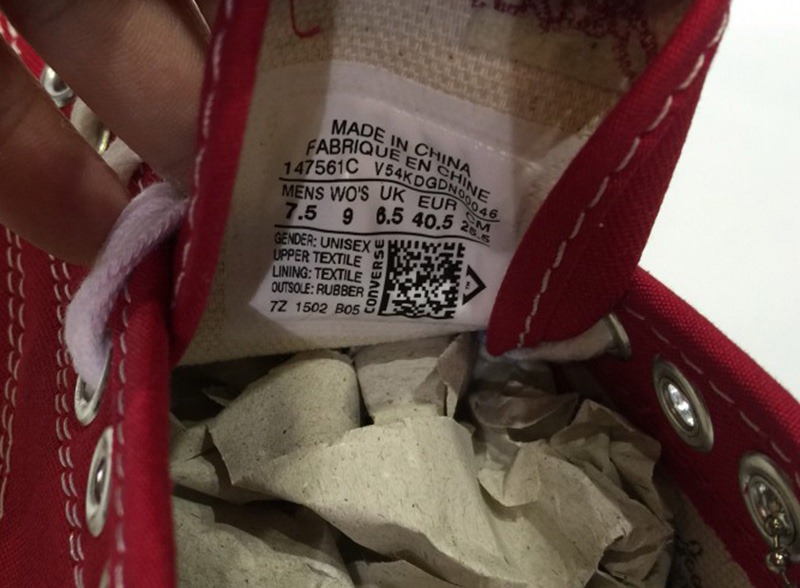 MADE IN CHINA
FABRIQUE EN CHINE
147561C V54KDGDN00046
MENS WO'S UK EUR CM
7.5 9 6.5 40.5 25.5
GENDER: UNISEX
UPPER: TEXTILE
LINING: TEXTILE
OUTSOLE: RUBBER
7Z 1502 B05
CONVERSE
TM